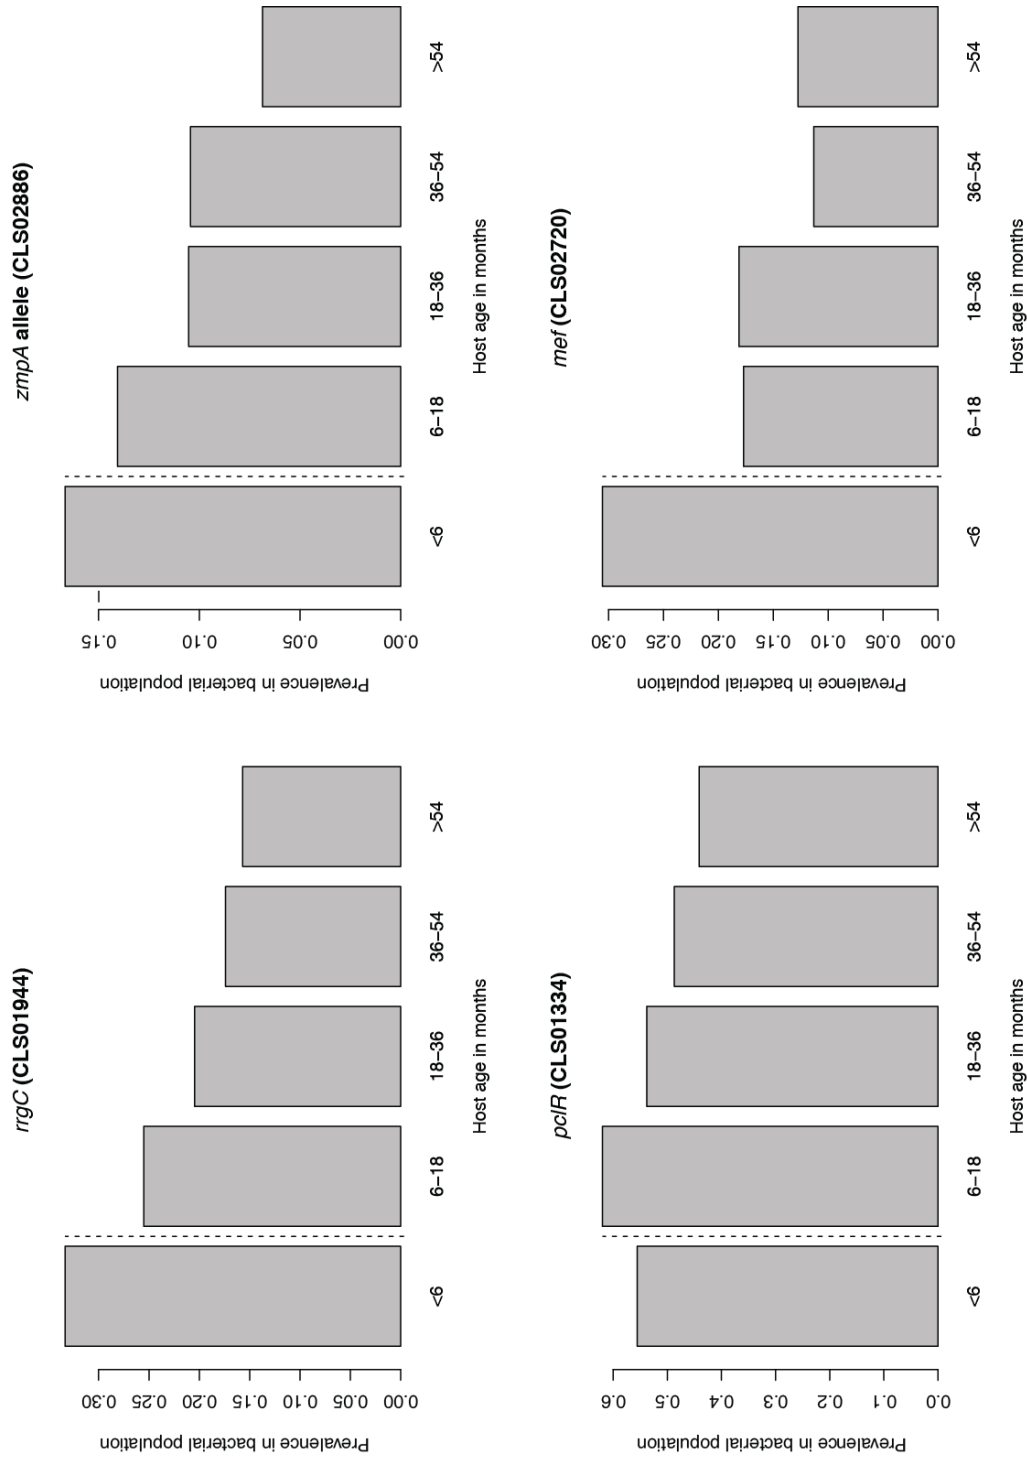 rrgC (CLS01944)
Prevalence in bacterial population
0.00 0.05 0.10 0.15 0.20 0.25 0.30
<6 6–18 18–36 36–54 >54
Host age in months
zmpA allele (CLS02886)
Prevalence in bacterial population
0.00 0.05 0.10 0.15
<6 6–18 18–36 36–54 >54
Host age in months
pclR (CLS01334)
Prevalence in bacterial population
0.0 0.1 0.2 0.3 0.4 0.5 0.6
<6 6–18 18–36 36–54 >54
Host age in months
mef (CLS02720)
Prevalence in bacterial population
0.00 0.05 0.10 0.15 0.20 0.25 0.30
<6 6–18 18–36 36–54 >54
Host age in months